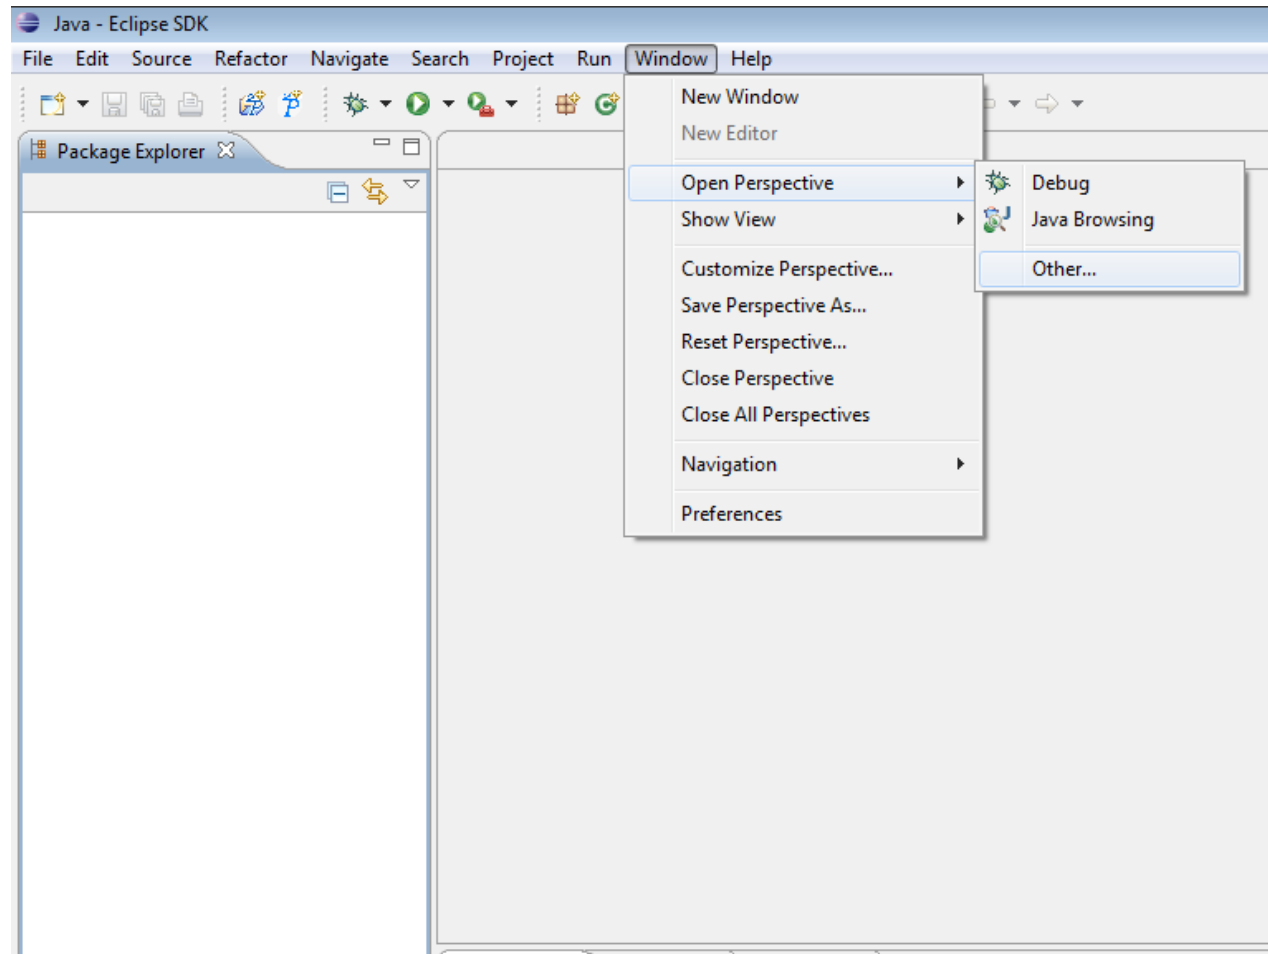 Java - Eclipse SDK
File Edit Source Refactor Navigate Search Project Run Window Help
Package Explorer
New Window
New Editor
Open Perspective
Show View
Customize Perspective...
Save Perspective As...
Reset Perspective...
Close Perspective
Close All Perspectives
Navigation
Preferences
Debug
Java Browsing
Other...